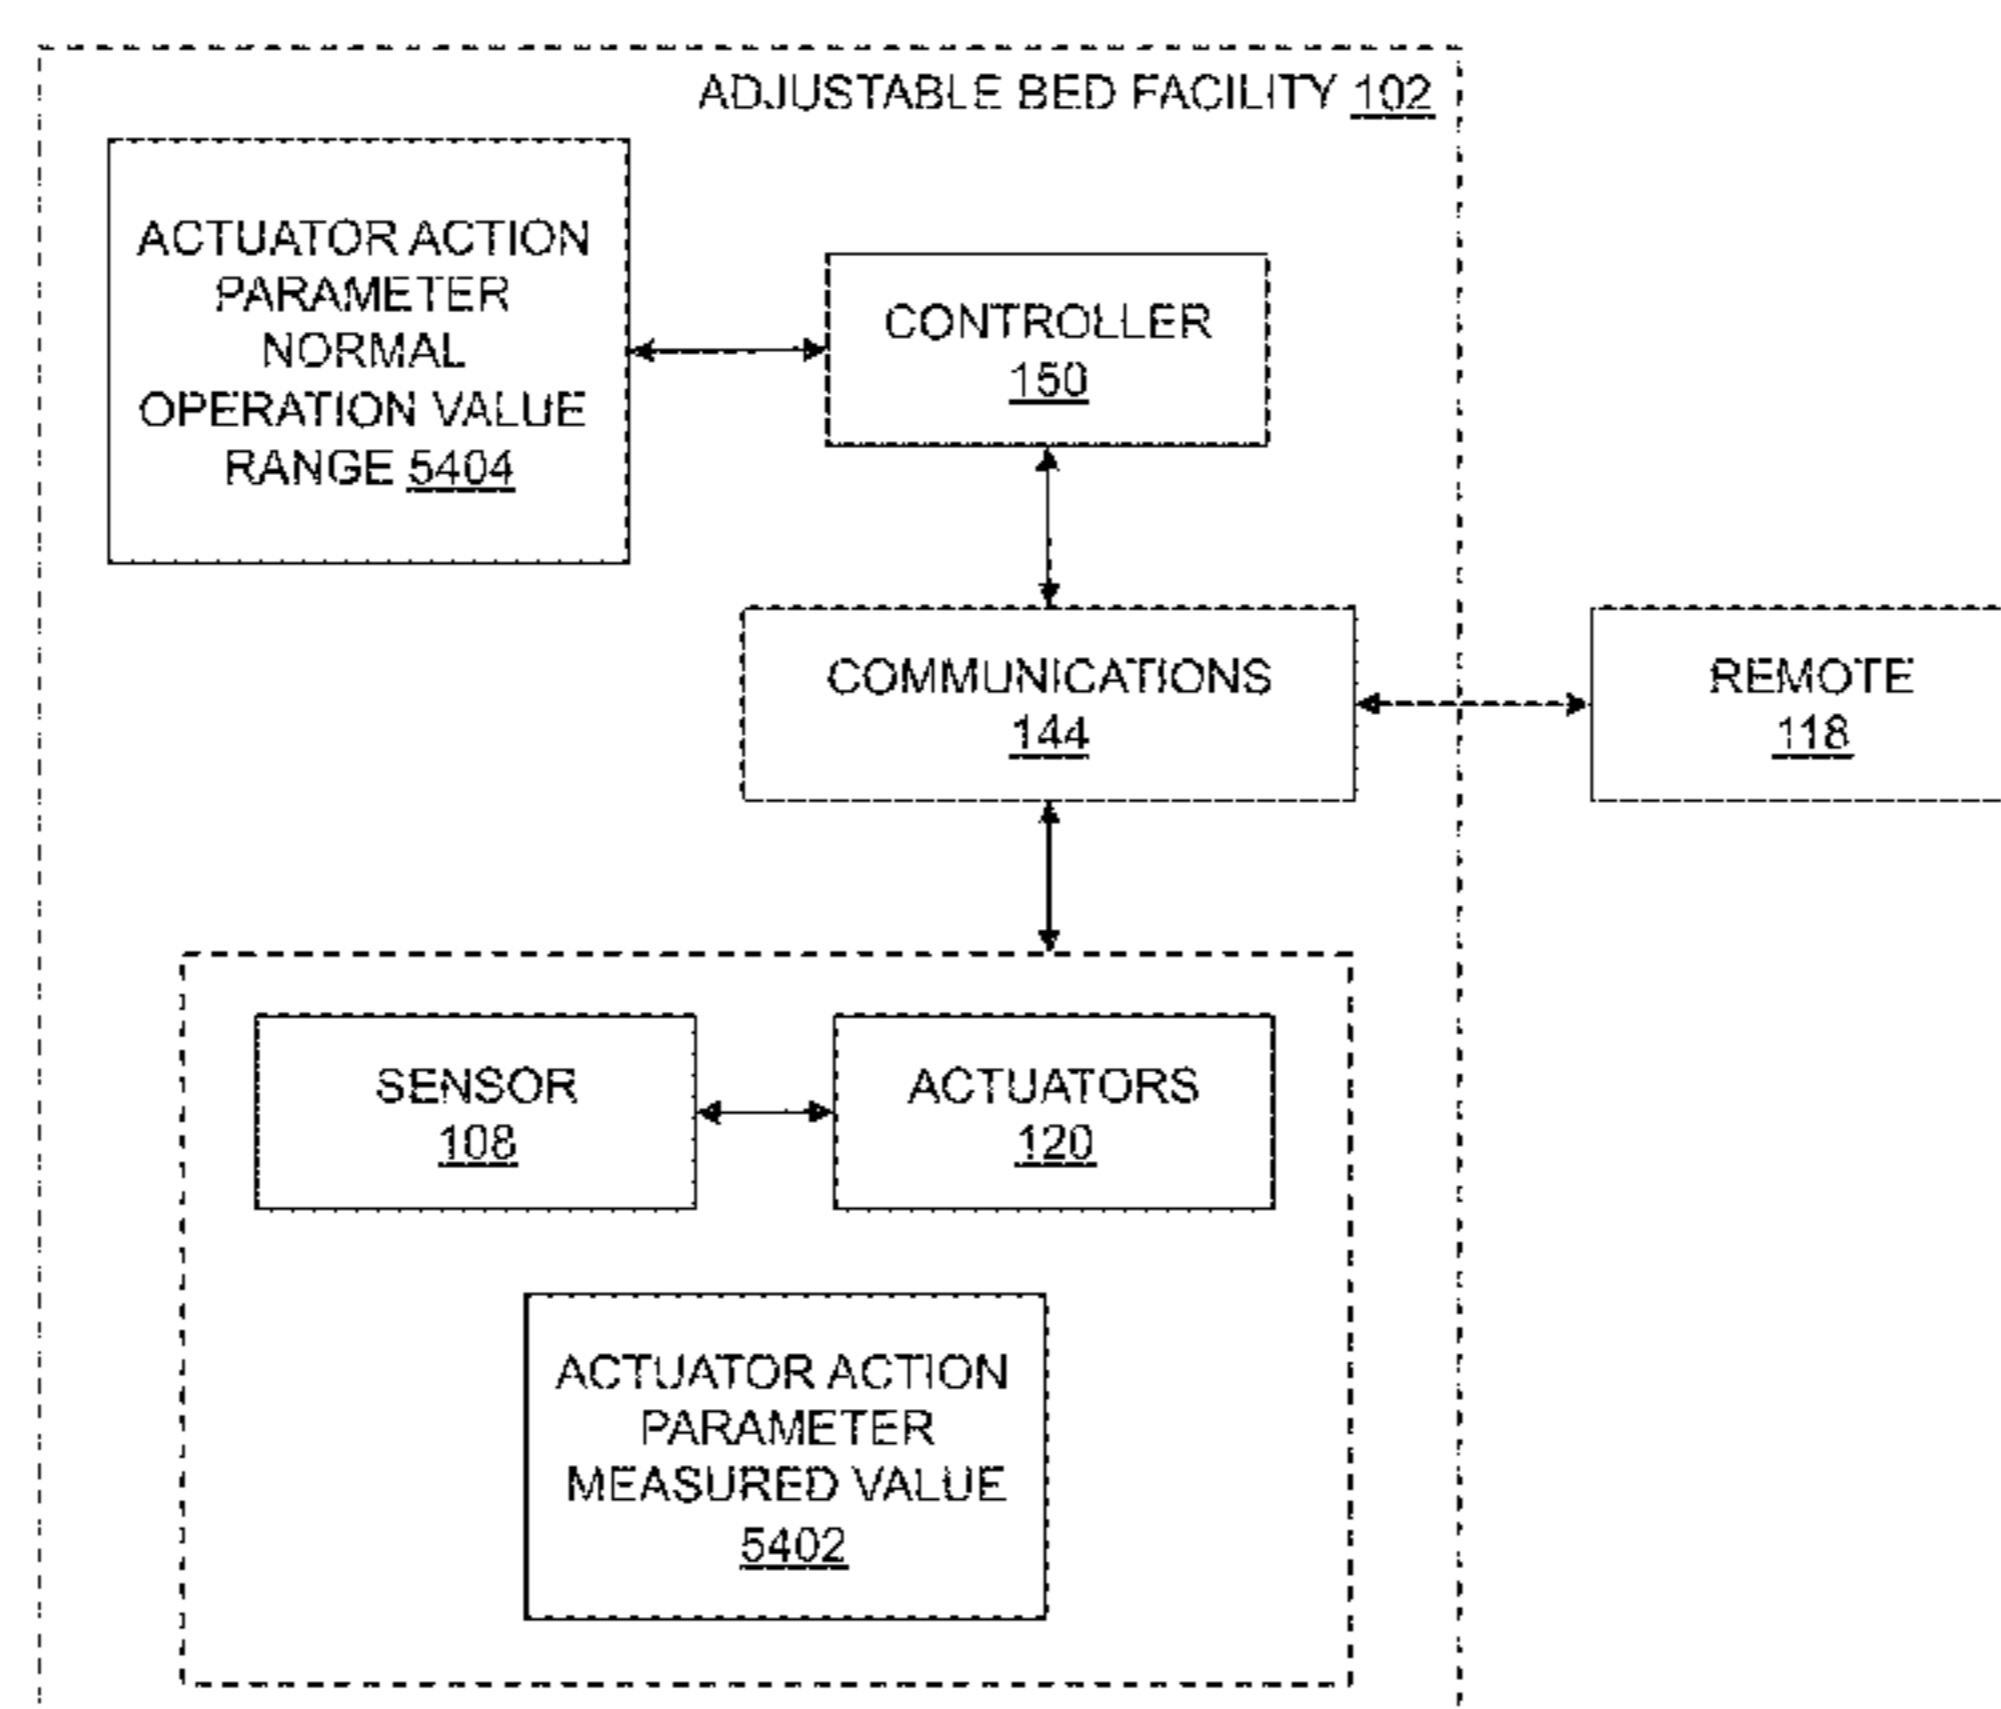 ADJUSTABLE BED FACILITY 102
ACTUATOR ACTION
PARAMETER
NORMAL
OPERATION VALUE
RANGE 5404
CONTROLLER
150
COMMUNICATIONS
144
REMOTE
118
SENSOR
108
ACTUATORS
120
ACTUATOR ACTION
PARAMETER
MEASURED VALUE
5402